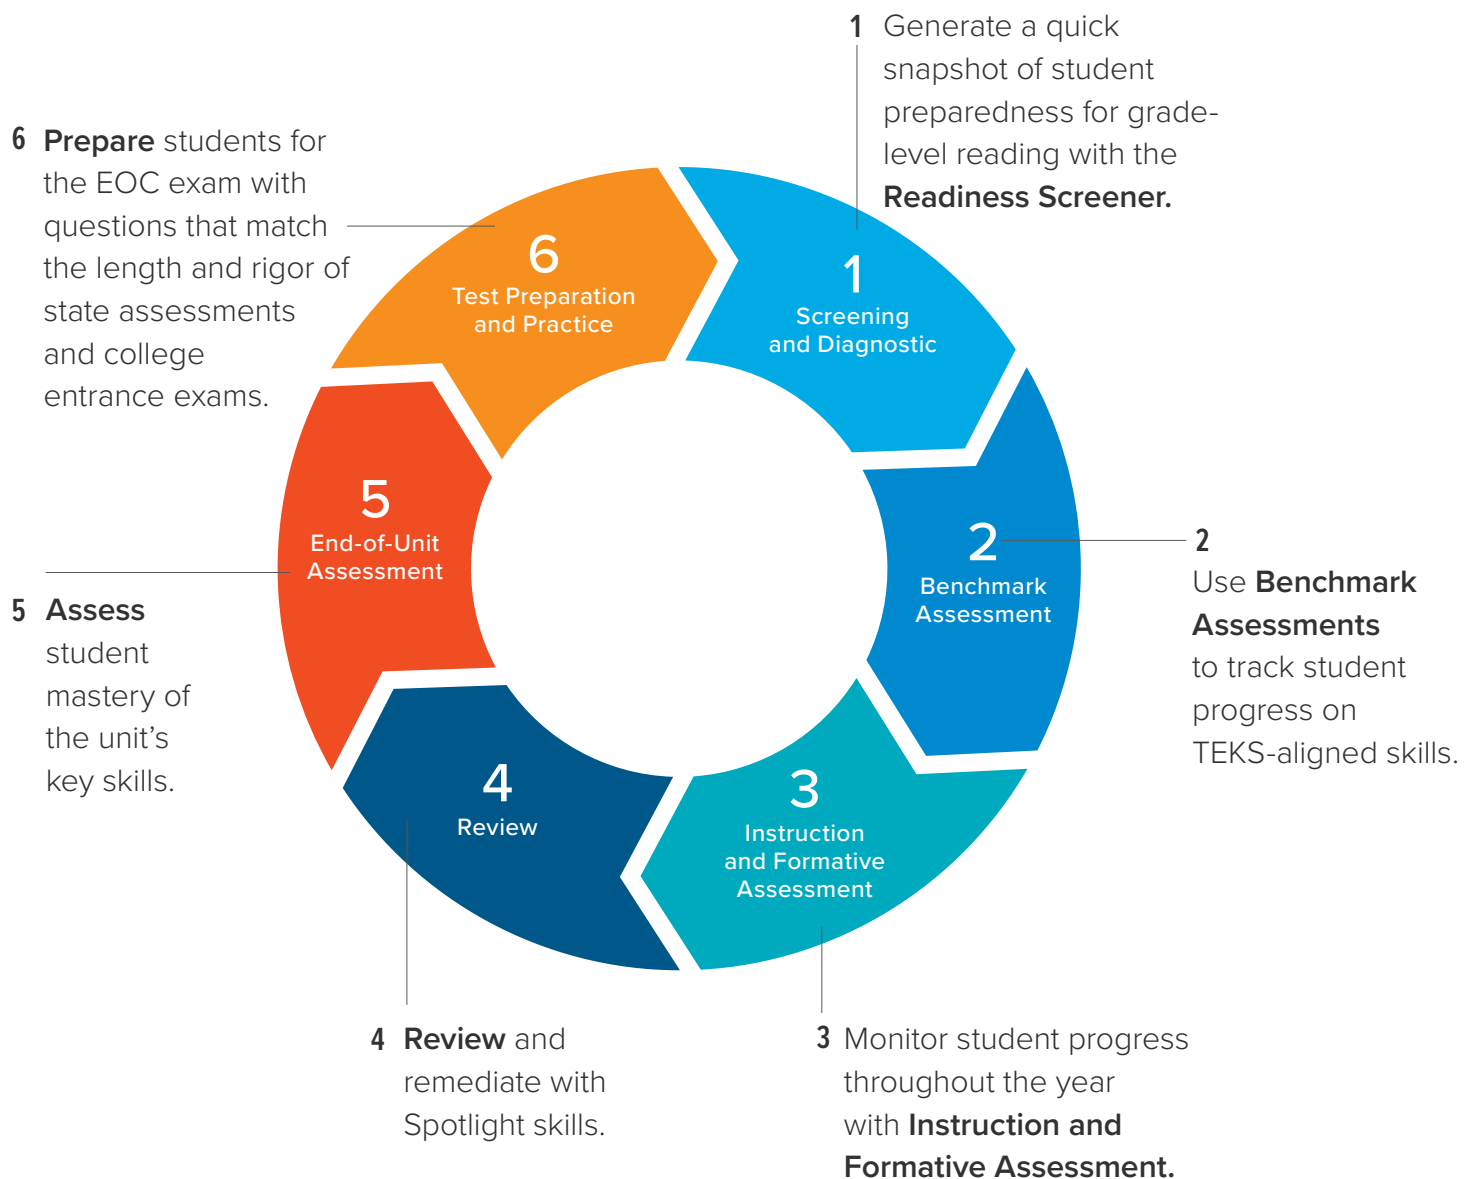 1 Generate a quick
snapshot of student
preparedness for grade-
level reading with the
Readiness Screener.
6 Prepare students for
the EOC exam with
questions that match
the length and rigor of
state assessments
and college
entrance exams.
6
Test Preparation
and Practice
1
Screening
and Diagnostic
5
End-of-Unit
Assessment
2
Benchmark
Assessment
2
Use Benchmark
Assessments
to track student
progress on
TEKS-aligned skills.
5 Assess
student
mastery of
the unit’s
key skills.
4
Review
3
Instruction
and Formative
Assessment
4 Review and
remediate with
Spotlight skills.
3 Monitor student progress
throughout the year
with Instruction and
Formative Assessment.